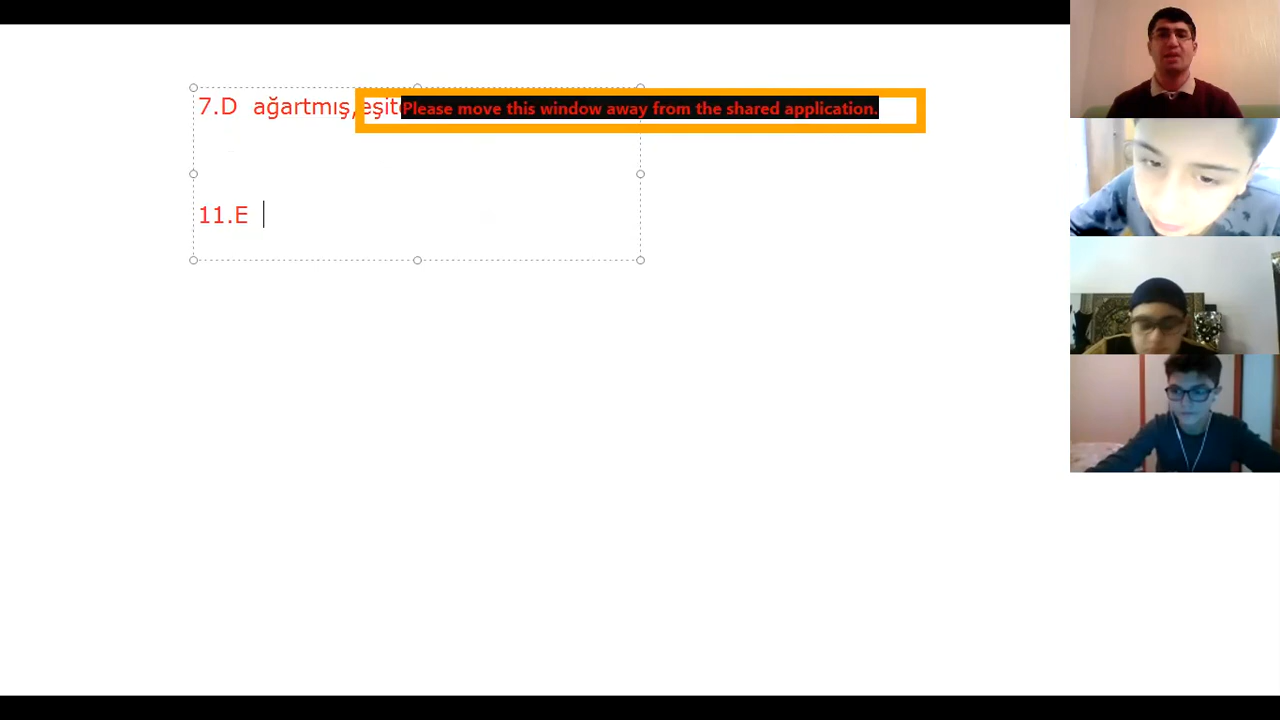 7.D ağartmış,eşit
Please move this window away from the shared application.
11.E